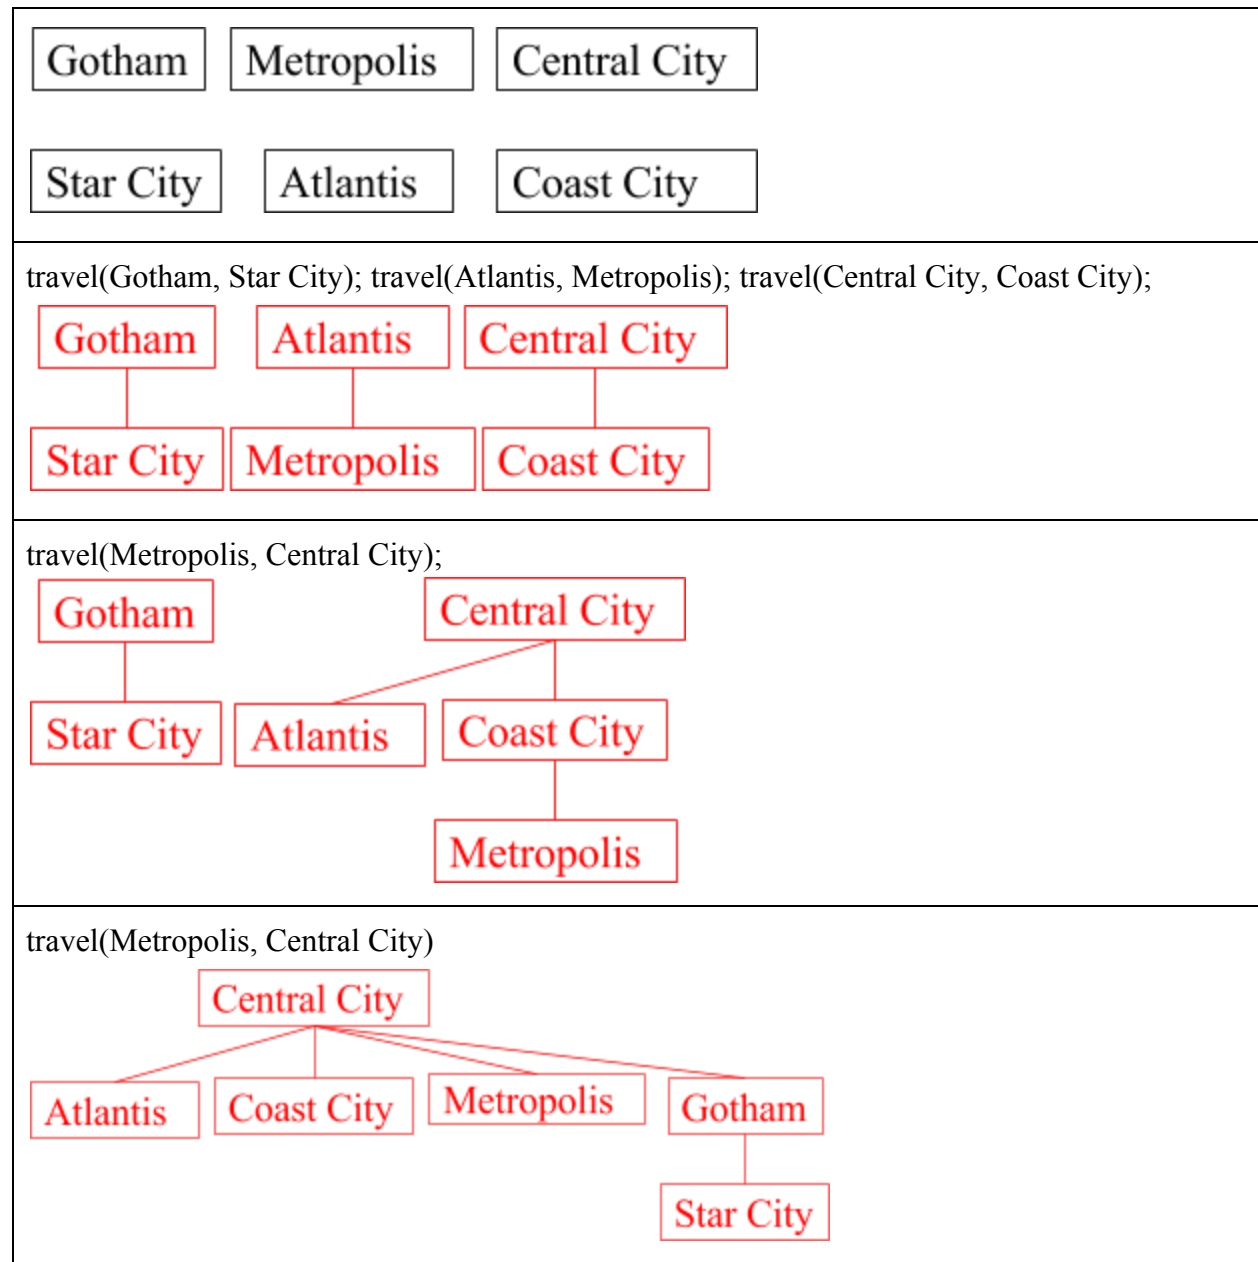 Gotham Metropolis Central City
Star City Atlantis Coast City
travel(Gotham, Star City); travel(Atlantis, Metropolis); travel(Central City, Coast City);
Gotham Atlantis Central City
Star City Metropolis Coast City
travel(Metropolis, Central City);
Gotham Central City
Star City Atlantis Coast City
Metropolis
travel(Metropolis, Central City)
Central City
Atlantis Coast City Metropolis Gotham
Star City